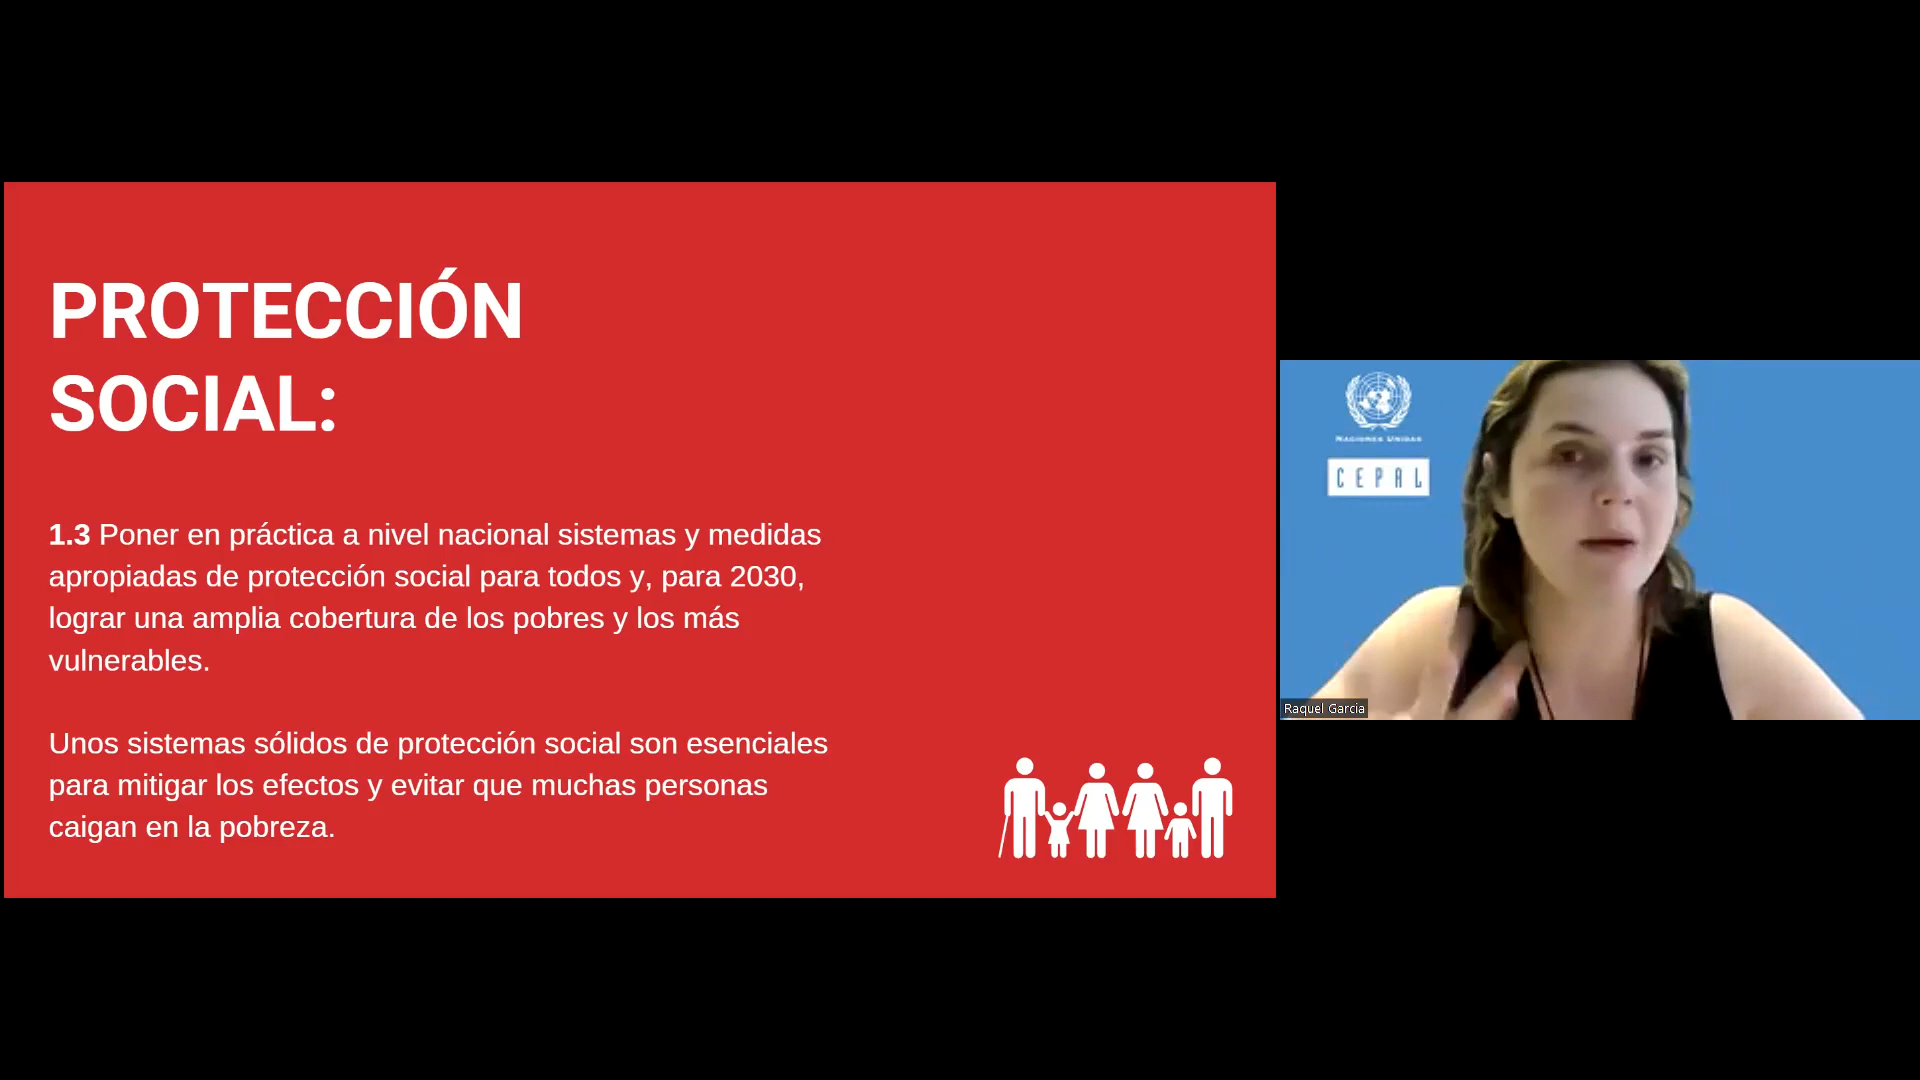 PROTECCIÓN
SOCIAL:
1.3 Poner en práctica a nivel nacional sistemas y medidas
apropiadas de protección social para todos y, para 2030,
lograr una amplia cobertura de los pobres y los más
vulnerables.
Unos sistemas sólidos de protección social son esenciales
para mitigar los efectos y evitar que muchas personas
caigan en la pobreza.
NACIONES UNIDAS
CEPAL
Raquel Garcia